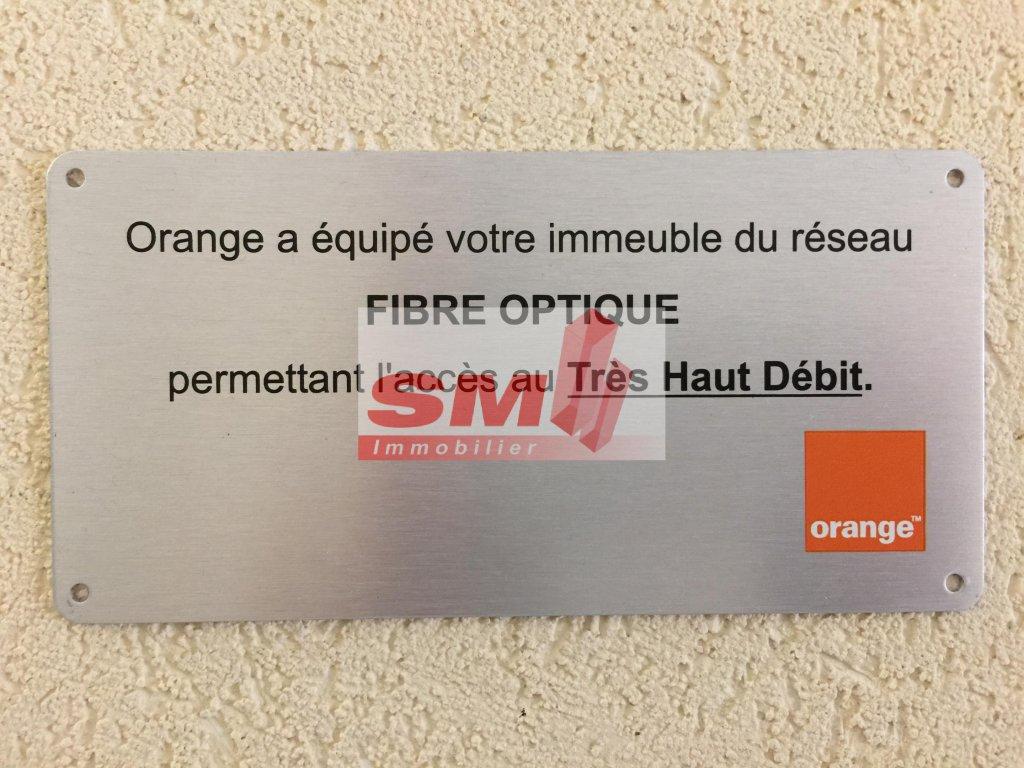 Orange a équipé votre immeuble du réseau
FIBRE OPTIQUE
permettant l'accès au Très Haut Débit.
SM
Immobilier
orange™